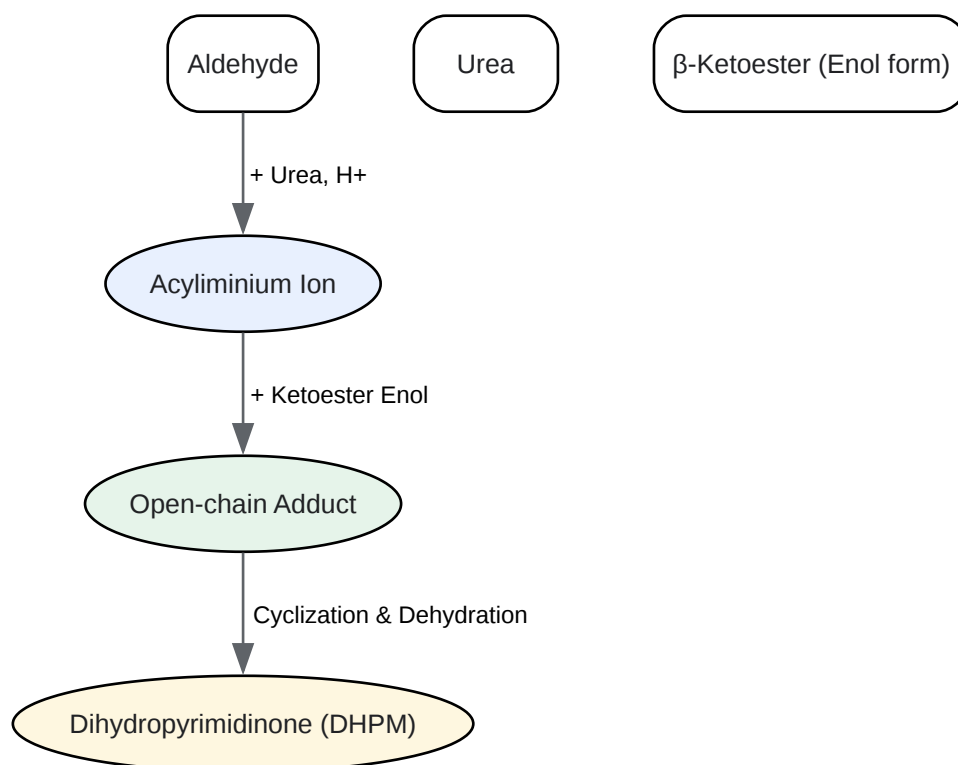 Aldehyde
Urea
β-Ketoester (Enol form)
+ Urea, H+
Acyliminium Ion
+ Ketoester Enol
Open-chain Adduct
Cyclization & Dehydration
Dihydropyrimidinone (DHPM)